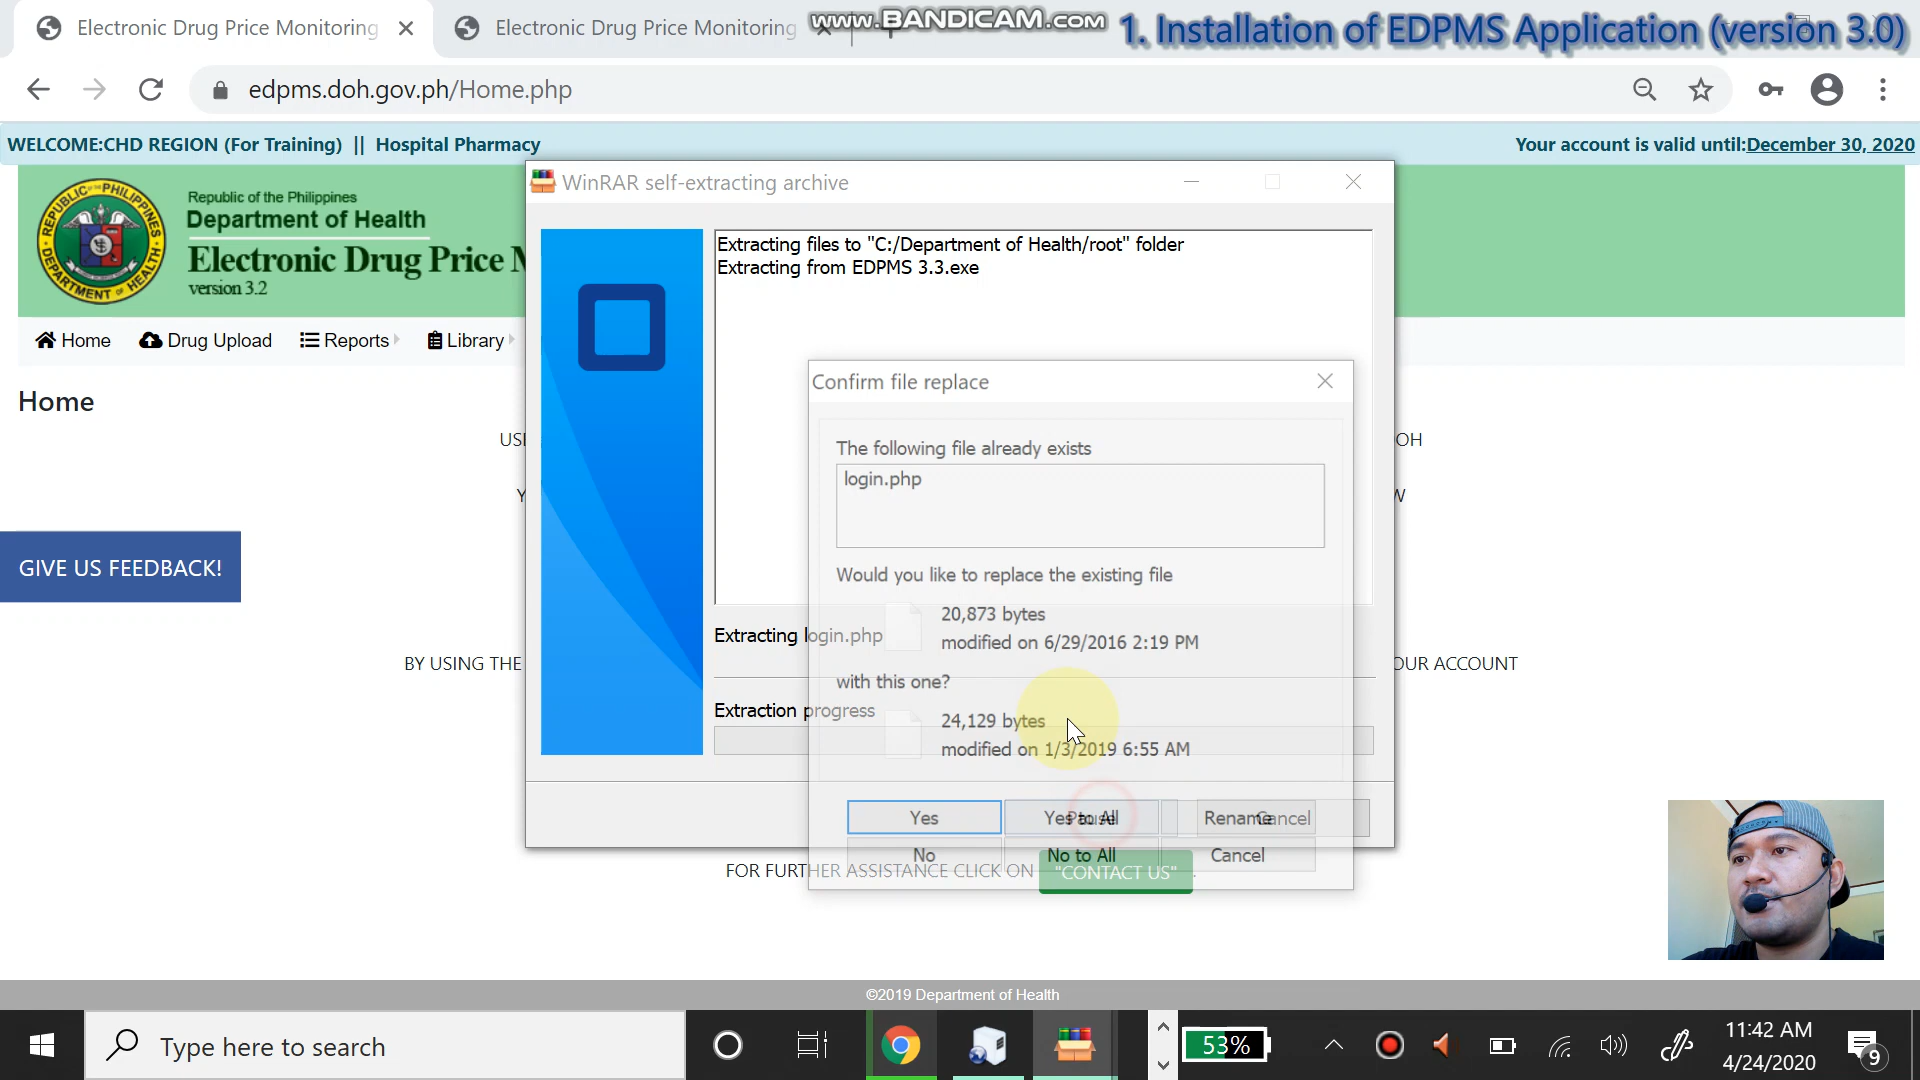 Electronic Drug Price Monitoring
Electronic Drug Price Monitoring
www.BANDICAM.com
1. Installation of EDPMS Application (version 3.0)
edpms.doh.gov.ph/Home.php
WELCOME:CHD REGION (For Training) || Hospital Pharmacy
Your account is valid until:December 30, 2020
Republic of the Philippines
Department of Health
Electronic Drug Price M
version 3.2
Home
Drug Upload
Reports
Library
Home
GIVE US FEEDBACK!
BY USING THE
OUR ACCOUNT
FOR FURTHER ASSISTANCE CLICK ON
"CONTACT US"
WinRAR self-extracting archive
Extracting files to "C:/Department of Health/root" folder
Extracting from EDPMS 3.3.exe
Extracting login.php
Extraction progress
Pause
Cancel
Confirm file replace
The following file already exists
login.php
Would you like to replace the existing file
20,873 bytes
modified on 6/29/2016 2:19 PM
with this one?
24,129 bytes
modified on 1/3/2019 6:55 AM
Yes
Yes to All
Rename
No
No to All
Cancel
©2019 Department of Health
Type here to search
53%
11:42 AM
4/24/2020
9